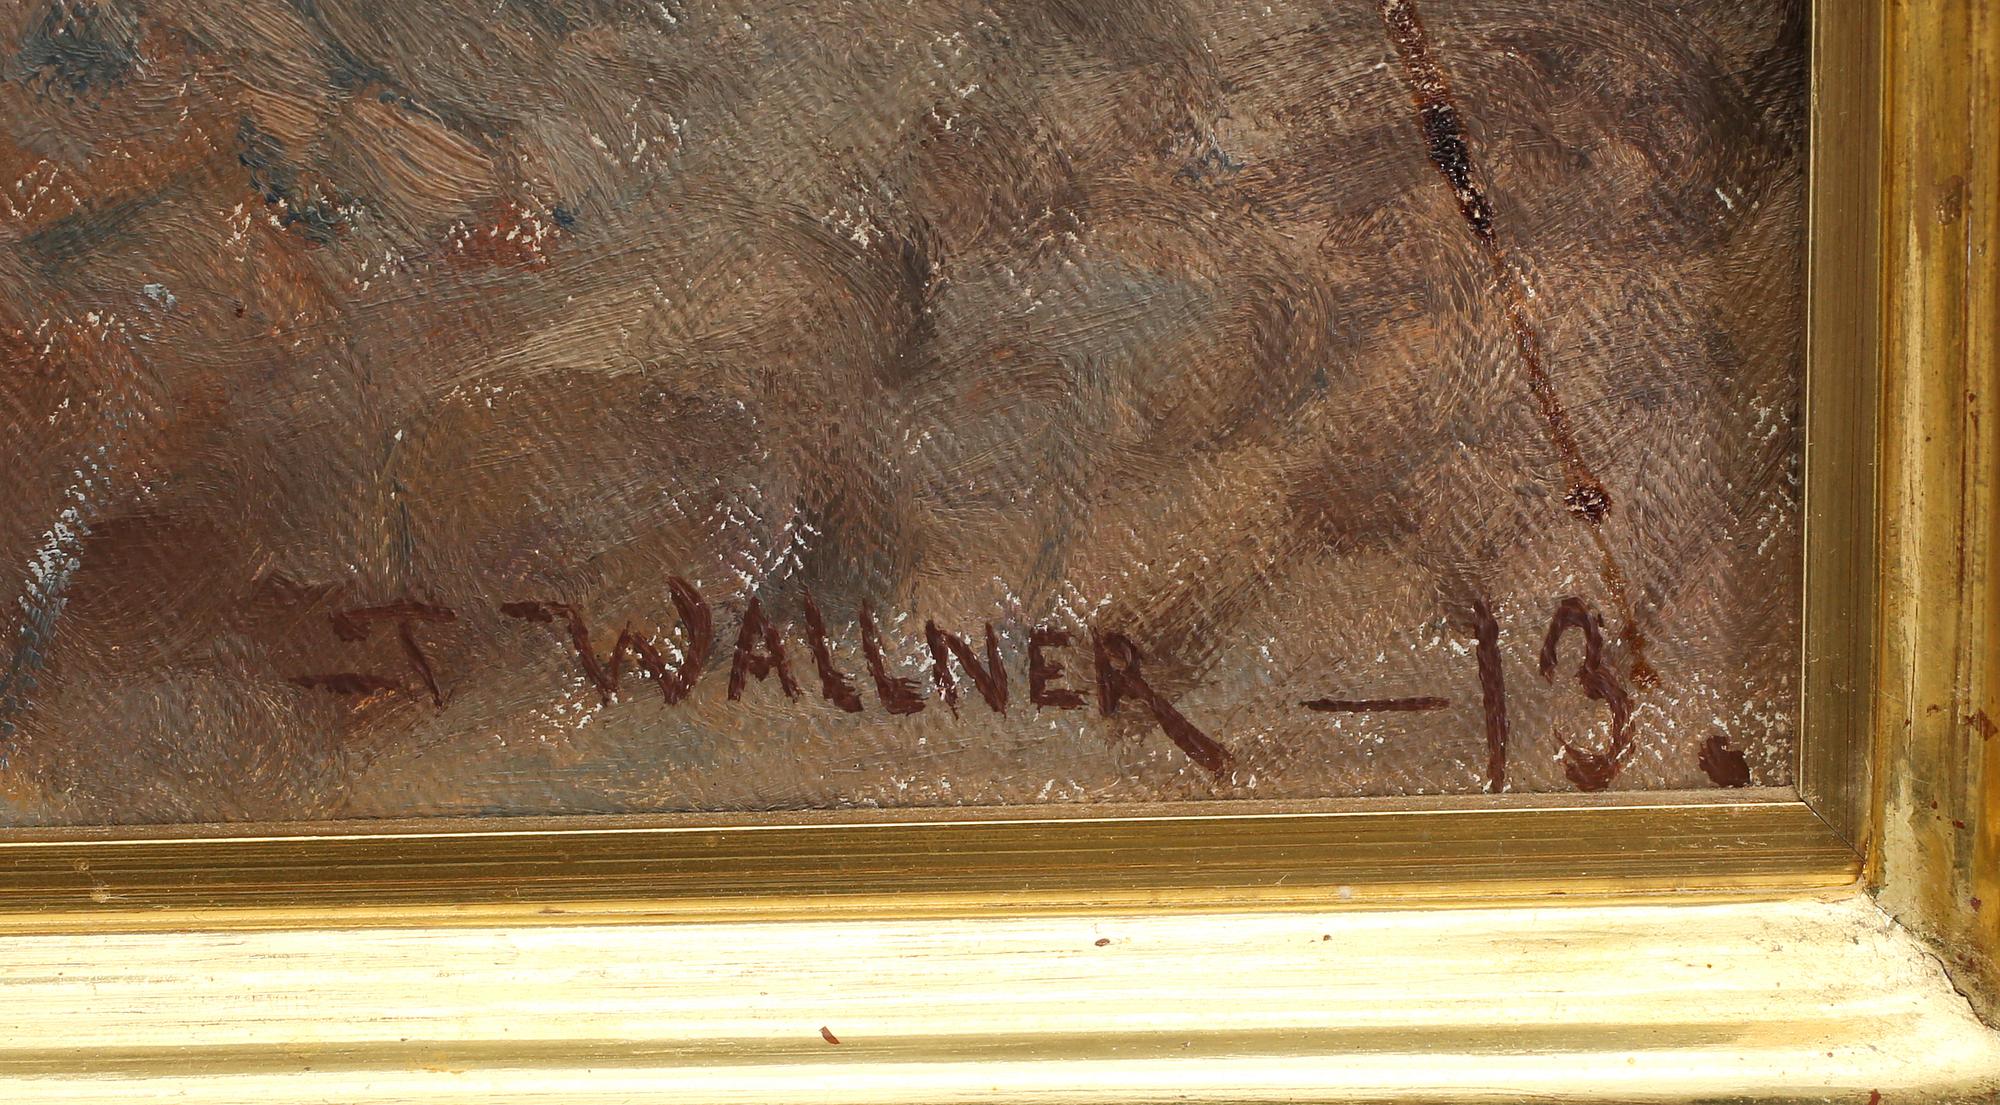 J WALLNER – 13.